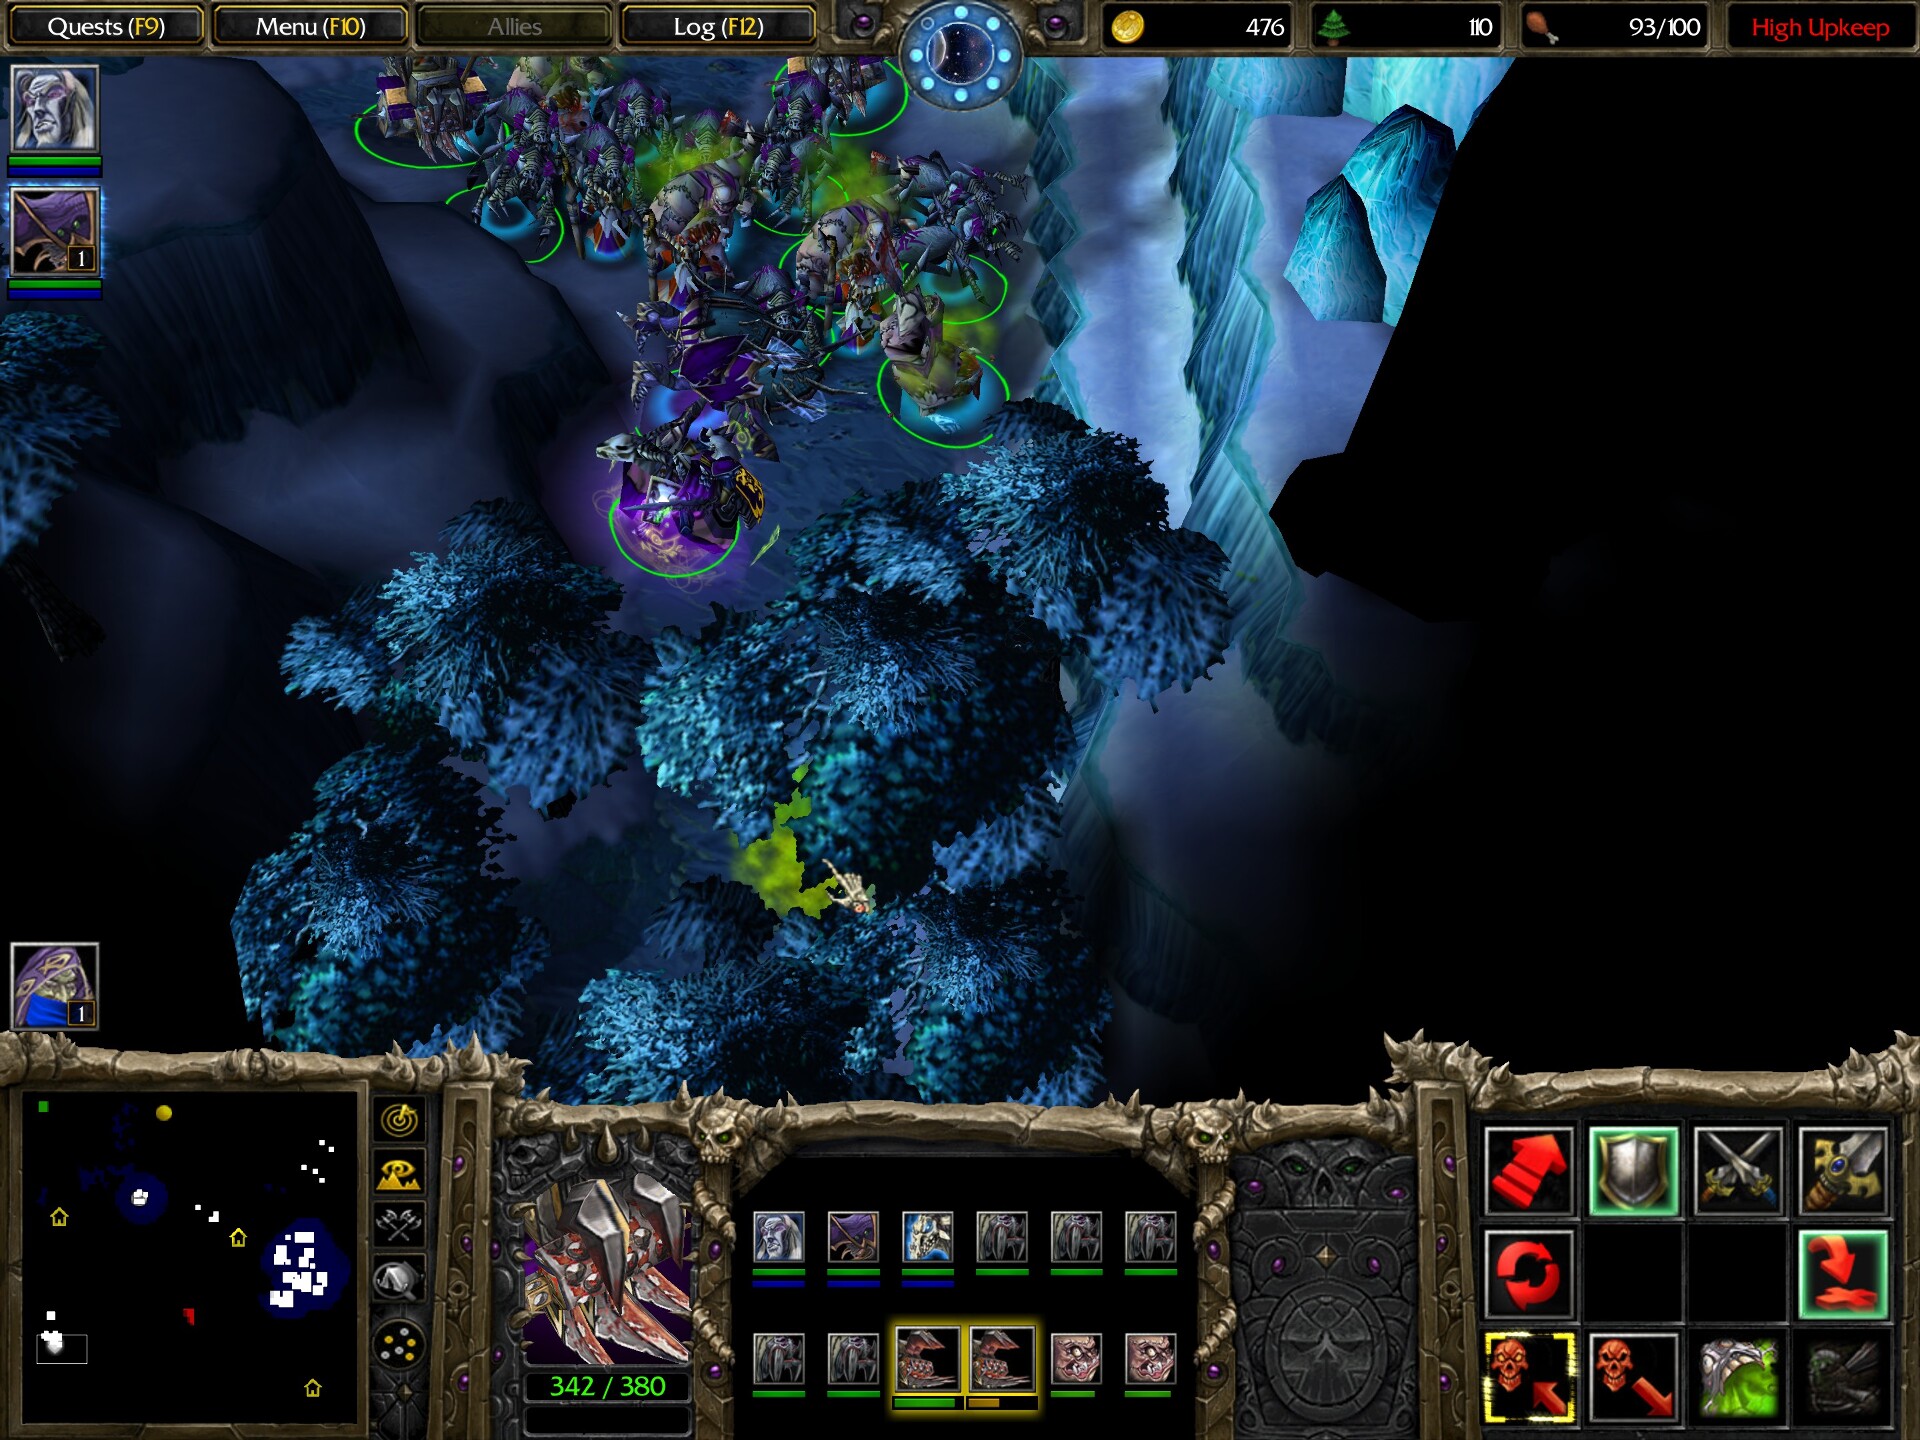 Quests (F9)
Menu (F10)
Allies
Log (F12)
476
110
93/100
High Upkeep
1
1
342 / 380